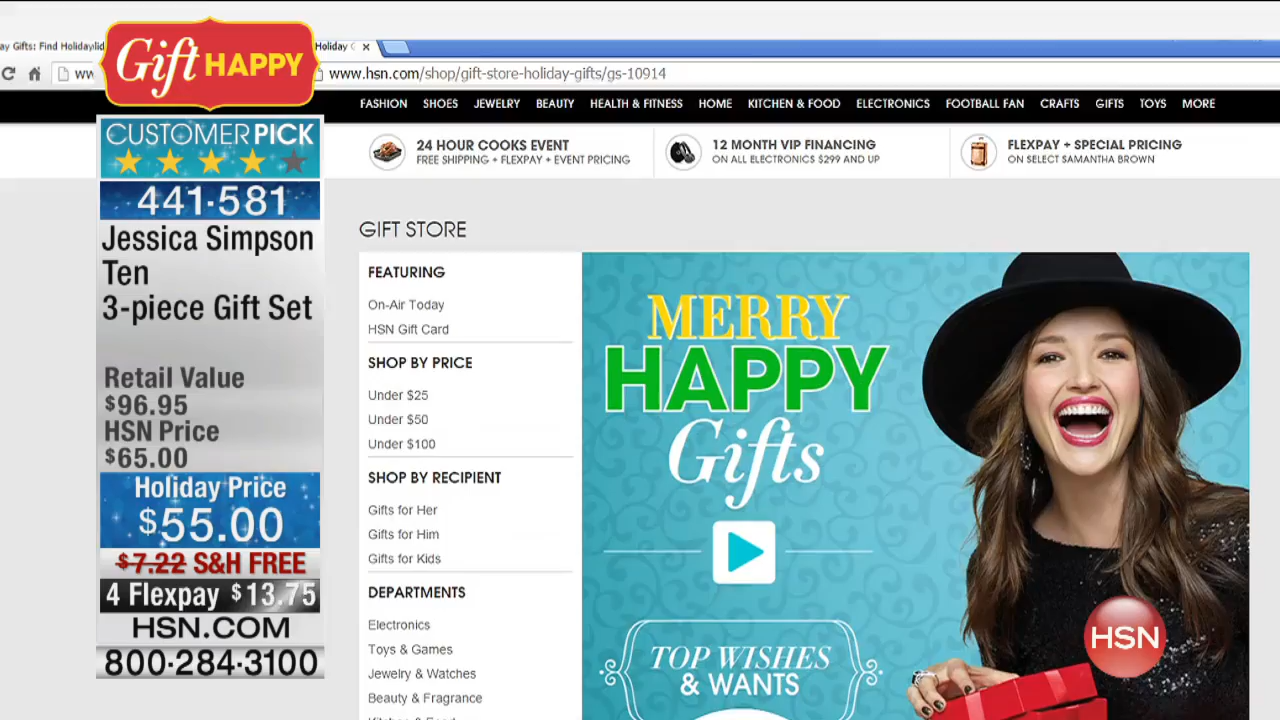 ay Gifts: Find Holiday
Holiday
Gift HAPPY
www.hsn.com/shop/gift-store-holiday-gifts/gs-10914
FASHION SHOES JEWELRY BEAUTY HEALTH & FITNESS HOME KITCHEN & FOOD ELECTRONICS FOOTBALL FAN CRAFTS GIFTS TOYS MORE
CUSTOMER PICK
441·581
Jessica Simpson
Ten
3-piece Gift Set
Retail Value
$96.95
HSN Price
$65.00
Holiday Price
$55.00
$7.22 S&H FREE
4 Flexpay $13.75
HSN.COM
800·284·3100
24 HOUR COOKS EVENT
FREE SHIPPING + FLEXPAY + EVENT PRICING
12 MONTH VIP FINANCING
ON ALL ELECTRONICS $299 AND UP
FLEXPAY + SPECIAL PRICING
ON SELECT SAMANTHA BROWN
GIFT STORE
FEATURING
On-Air Today
HSN Gift Card
SHOP BY PRICE
Under $25
Under $50
Under $100
SHOP BY RECIPIENT
Gifts for Her
Gifts for Him
Gifts for Kids
DEPARTMENTS
Electronics
Toys & Games
Jewelry & Watches
Beauty & Fragrance
MERRY
HAPPY
Gifts
TOP WISHES
& WANTS
HSN